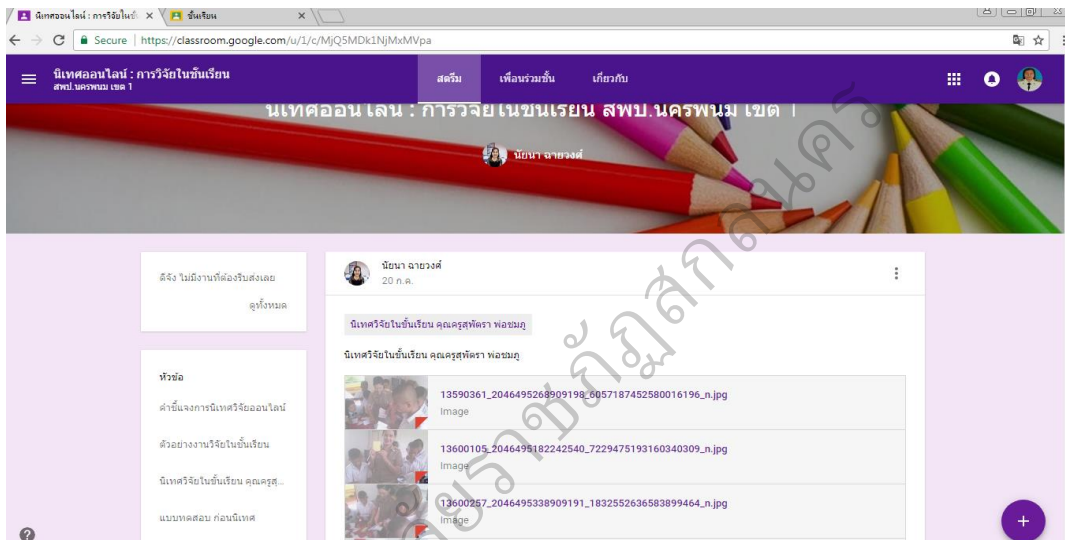 นิเทศออนไลน์ : การวิจัยในชั้น
ชั้นเรียน
Secure | https://classroom.google.com/u/1/c/MjQ5MDk1NjMxMVpa
นิเทศออนไลน์ : การวิจัยในชั้นเรียน
สพป.นครพนม เขต 1
สตรีม เพื่อนร่วมชั้น เกี่ยวกับ
นิเทศออนไลน์ : การวิจัยในชั้นเรียน สพป.นครพนม เขต 1
นัยนา ฉายวงค์
ดีจัง ไม่มีงานที่ต้องรีบส่งเลย
ดูทั้งหมด
หัวข้อ
คำชี้แจงการนิเทศวิจัยออนไลน์
ตัวอย่างงานวิจัยในชั้นเรียน
นิเทศวิจัยในชั้นเรียน คุณครูสุ...
แบบทดสอบ ก่อนนิเทศ
นัยนา ฉายวงค์
20 ก.ค.
นิเทศวิจัยในชั้นเรียน คุณครูสุพัตรา พ่อชมภู
นิเทศวิจัยในชั้นเรียน คุณครูสุพัตรา พ่อชมภู
13590361_2046495268909198_6057187452580016196_n.jpg
Image
13600105_2046495182242540_7229475193160340309_n.jpg
Image
13600257_2046495338909191_1832552636583899464_n.jpg
Image